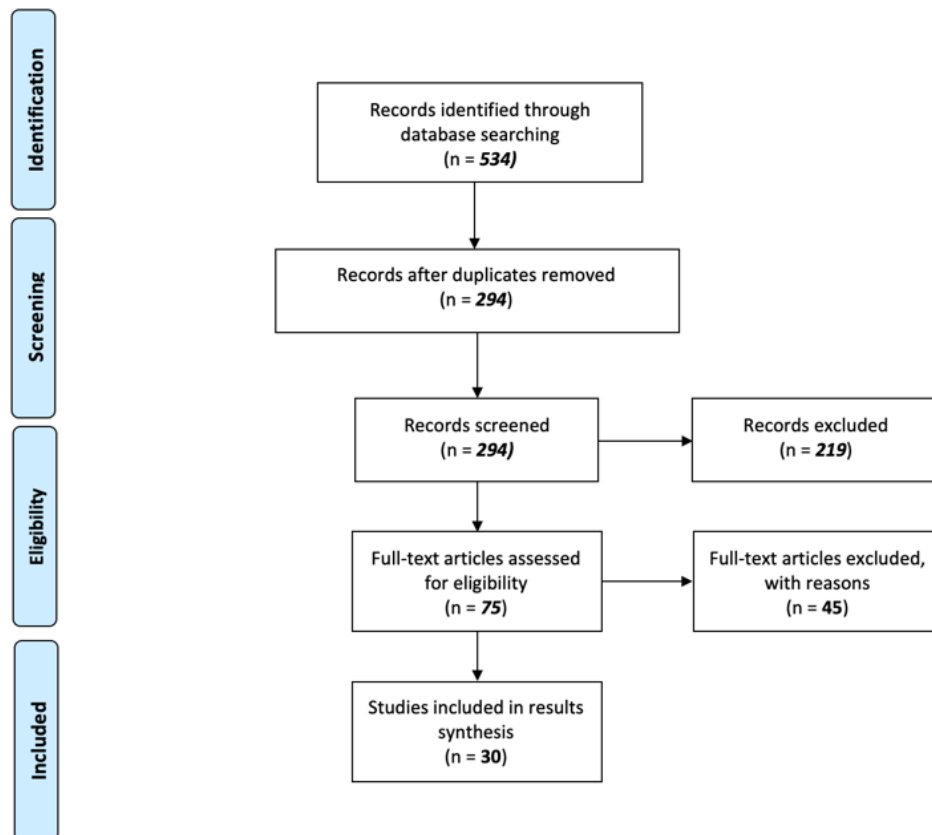 Identification
Records identified through
database searching
(n = 534)
Screening
Records after duplicates removed
(n = 294)
Records screened
(n = 294)
Records excluded
(n = 219)
Eligibility
Full-text articles assessed
for eligibility
(n = 75)
Full-text articles excluded,
with reasons
(n = 45)
Included
Studies included in results
synthesis
(n = 30)